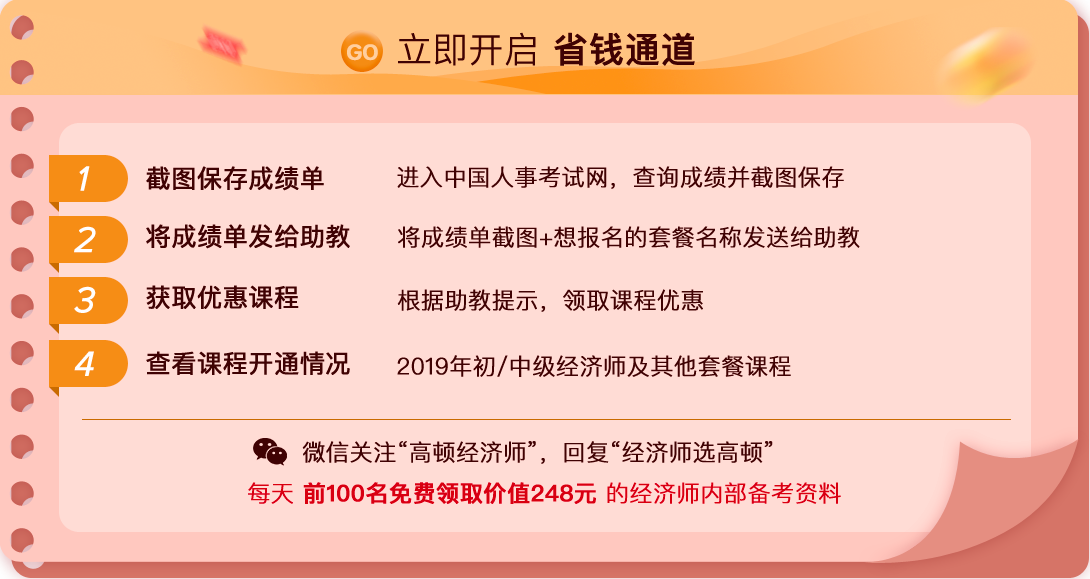 GO 立即开启 省钱通道
1 截图保存成绩单 进入中国人事考试网，查询成绩并截图保存
2 将成绩单发给助教 将成绩单截图+想报名的套餐名称发送给助教
3 获取优惠课程 根据助教提示，领取课程优惠
4 查看课程开通情况 2019年初/中级经济师及其他套餐课程
微信关注“高顿经济师”，回复“经济师选高顿”
每天 前100名免费领取价值248元 的经济师内部备考资料